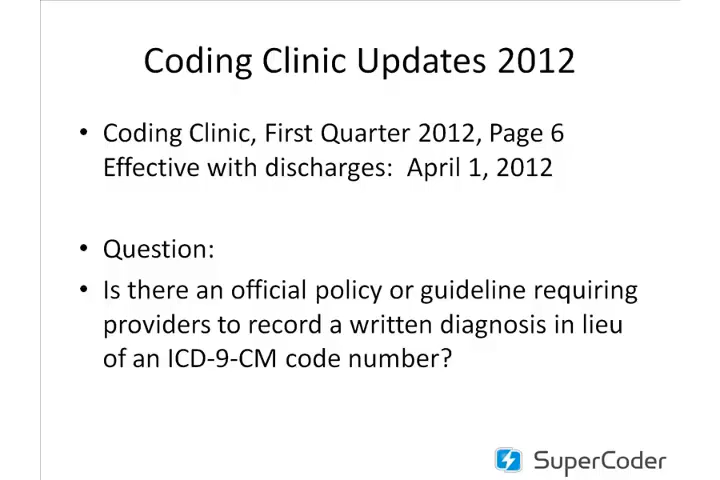 Coding Clinic Updates 2012
• Coding Clinic, First Quarter 2012, Page 6
Effective with discharges: April 1, 2012
• Question:
• Is there an official policy or guideline requiring
providers to record a written diagnosis in lieu
of an ICD-9-CM code number?
SuperCoder